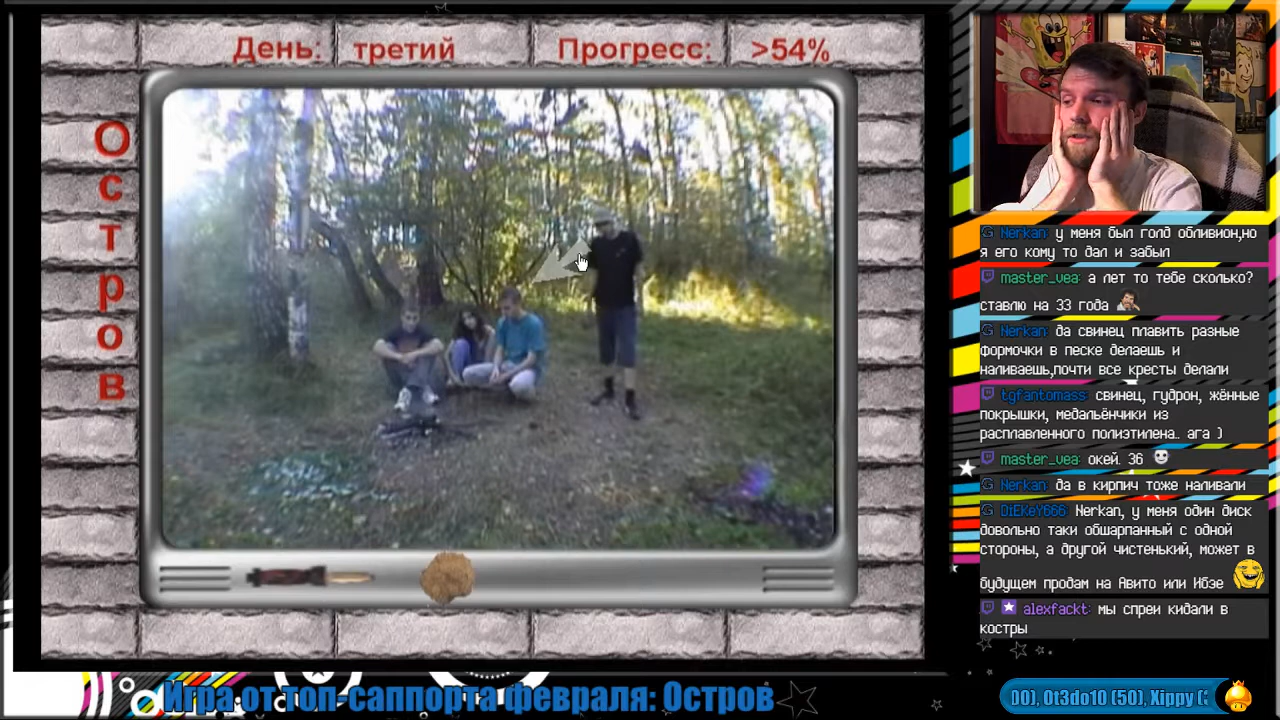 День: третий Прогресс: >54%
Остров
Nerkan: у меня был голд обливион,но
я его кому то дал и забыл
master_vea: а лет то тебе сколько?
ставлю на 33 года
Nerkan: да свинец плавить разные
формочки в песке делаешь и
наливаешь,почти все кресты делали
tgfantomass: свинец, гудрон, жённые
покрышки, медальёнчики из
расплавленного полиэтилена.. ага )
master_vea: окей. 36
Nerkan: да в кирпич тоже наливали
DiEKeY666: Nerkan, у меня один диск
довольно таки обшарпанный с одной
стороны, а другой чистенький, может в
будущем продам на Авито или Ибэе
alexfackt: мы спреи кидали в
костры
Игра от топ-саппорта февраля: Остров
00), Ot3do10 (50), Xippy (